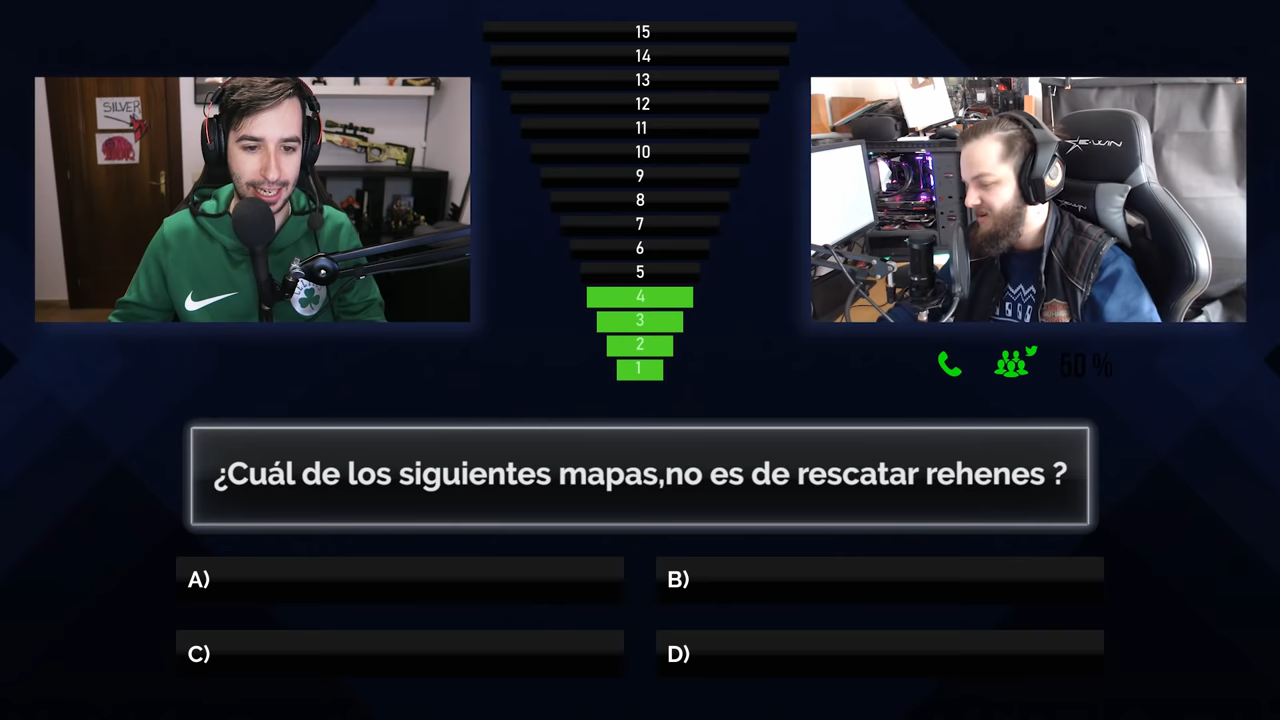 15
14
13
12
11
10
9
8
7
6
5
4
3
2
1
SILVER
E-WIN
60 %
¿Cuál de los siguientes mapas,no es de rescatar rehenes ?
A)
B)
C)
D)